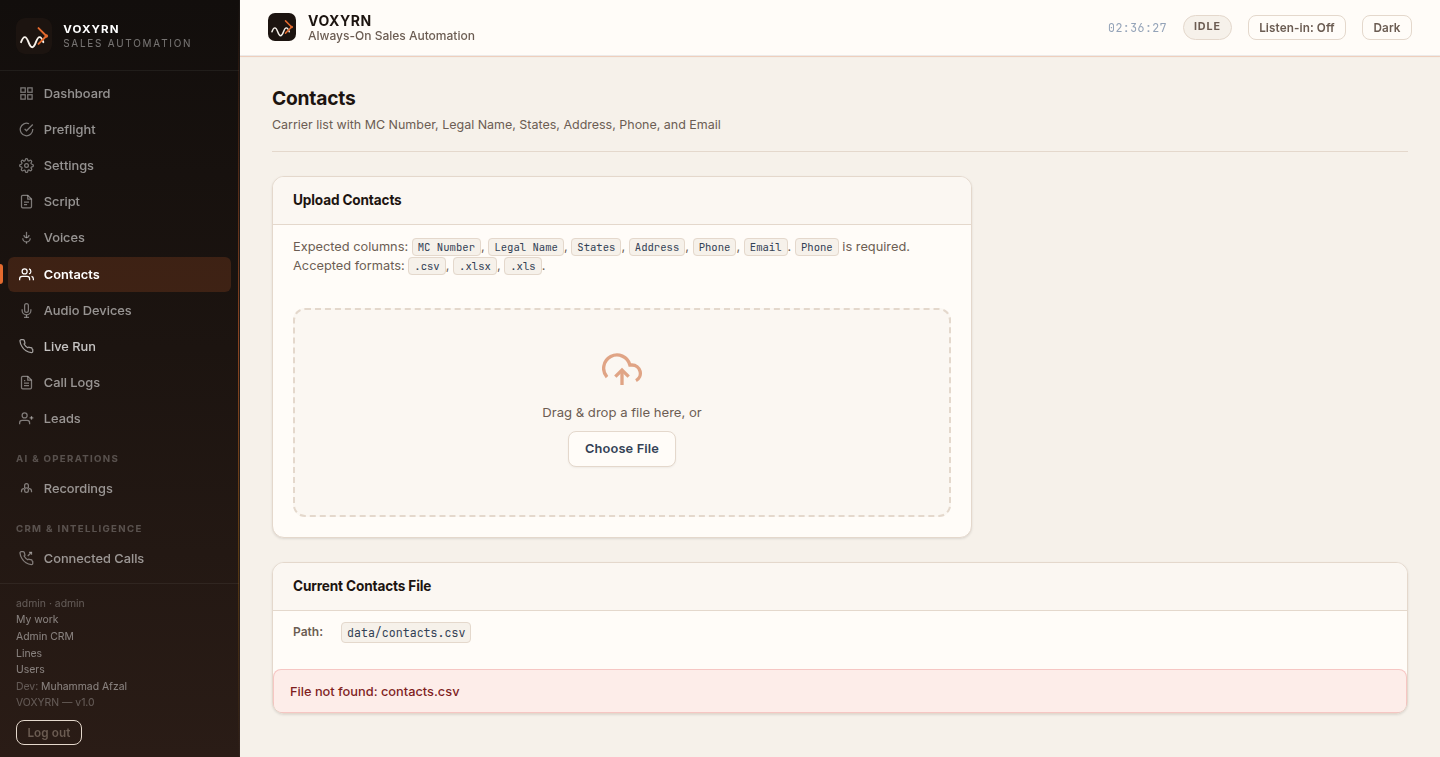 VOXYRN
SALES AUTOMATION
Dashboard
Preflight
Settings
Script
Voices
Contacts
Audio Devices
Live Run
Call Logs
Leads
AI & OPERATIONS
Recordings
CRM & INTELLIGENCE
Connected Calls
admin · admin
My work
Admin CRM
Lines
Users
Dev: Muhammad Afzal
VOXYRN — v1.0
Log out
VOXYRN
Always-On Sales Automation
02:36:27
IDLE
Listen-in: Off
Dark
Contacts
Carrier list with MC Number, Legal Name, States, Address, Phone, and Email
Upload Contacts
Expected columns: MC Number, Legal Name, States, Address, Phone, Email. Phone is required.
Accepted formats: .csv, .xlsx, .xls.
Drag & drop a file here, or
Choose File
Current Contacts File
Path: data/contacts.csv
File not found: contacts.csv